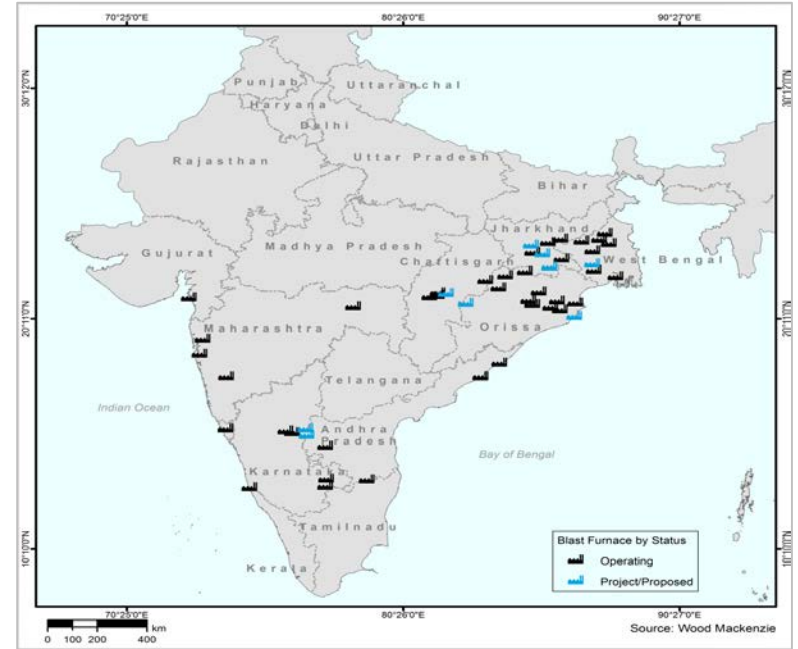 70°25'0"E 80°26'0"E 90°27'0"E
30°12'0"N
30°12'0"N
Punjab
Uttaranchal
Haryana
Delhi
Rajasthan
Uttar Pradesh
Bihar
Jharkhand
Gujurat
Madhya Pradesh
Chattisgarh
West Bengal
20°11'0"N
20°11'0"N
Maharashtra
Orissa
Telangana
Indian Ocean
Andhra
Pradesh
Bay of Bengal
Karnataka
Tamilnadu
Kerala
10°10'0"N
10°10'0"N
Blast Furnace by Status
Operating
Project/Proposed
70°25'0"E 80°26'0"E 90°27'0"E
km
0 100 200 400
Source: Wood Mackenzie